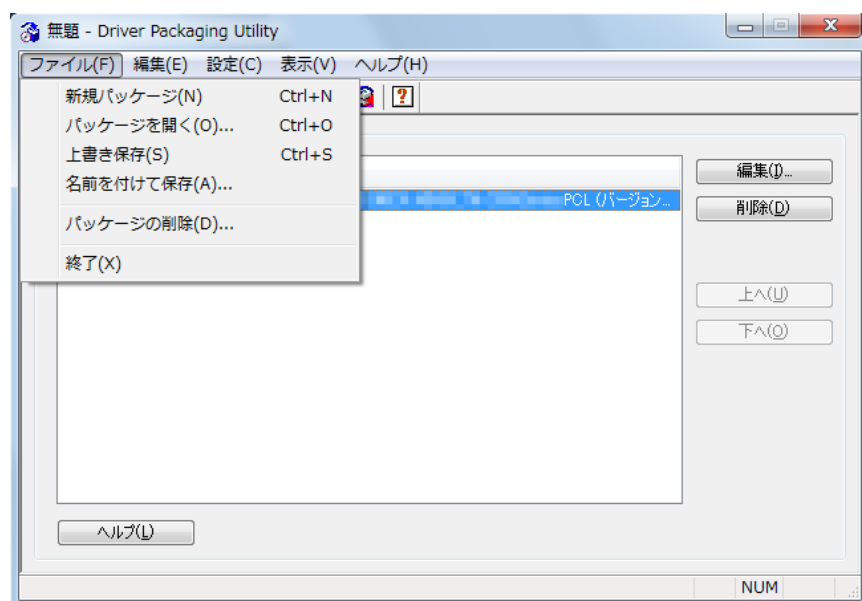 無題 - Driver Packaging Utility
ファイル(F) 編集(E) 設定(C) 表示(V) ヘルプ(H)
新規パッケージ(N) Ctrl+N
パッケージを開く(O)... Ctrl+O
上書き保存(S) Ctrl+S
名前を付けて保存(A)...
パッケージの削除(D)...
終了(X)
PCL (バージョン...
編集(I)...
削除(D)
上へ(U)
下へ(O)
ヘルプ(L)
NUM